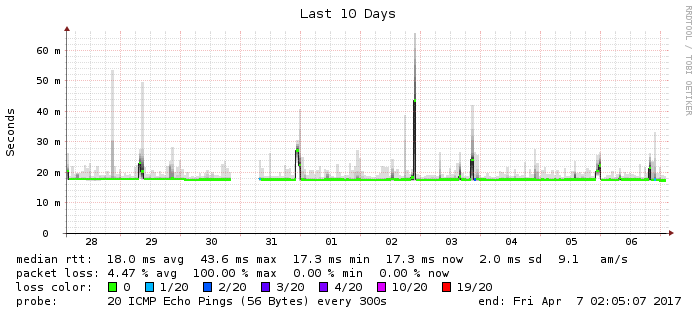 Last 10 Days
RRDTOOL / TOBI OETIKER
Seconds
60 m
50 m
40 m
30 m
20 m
10 m
0
28 29 30 31 01 02 03 04 05 06
median rtt: 18.0 ms avg 43.6 ms max 17.3 ms min 17.3 ms now 2.0 ms sd 9.1 am/s
packet loss: 4.47 % avg 100.00 % max 0.00 % min 0.00 % now
loss color: 0 1/20 2/20 3/20 4/20 10/20 19/20
probe: 20 ICMP Echo Pings (56 Bytes) every 300s end: Fri Apr 7 02:05:07 2017